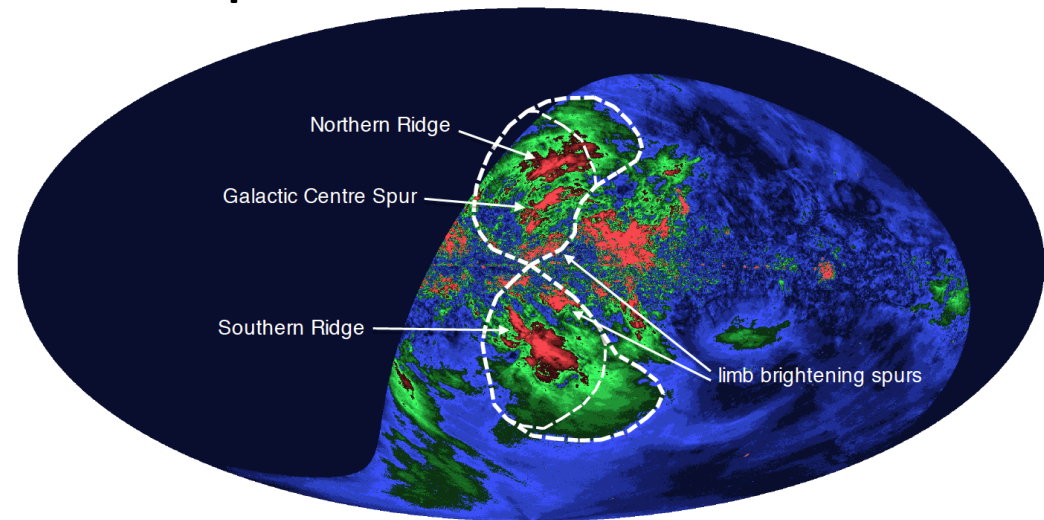 Northern Ridge
Galactic Centre Spur
Southern Ridge
limb brightening spurs